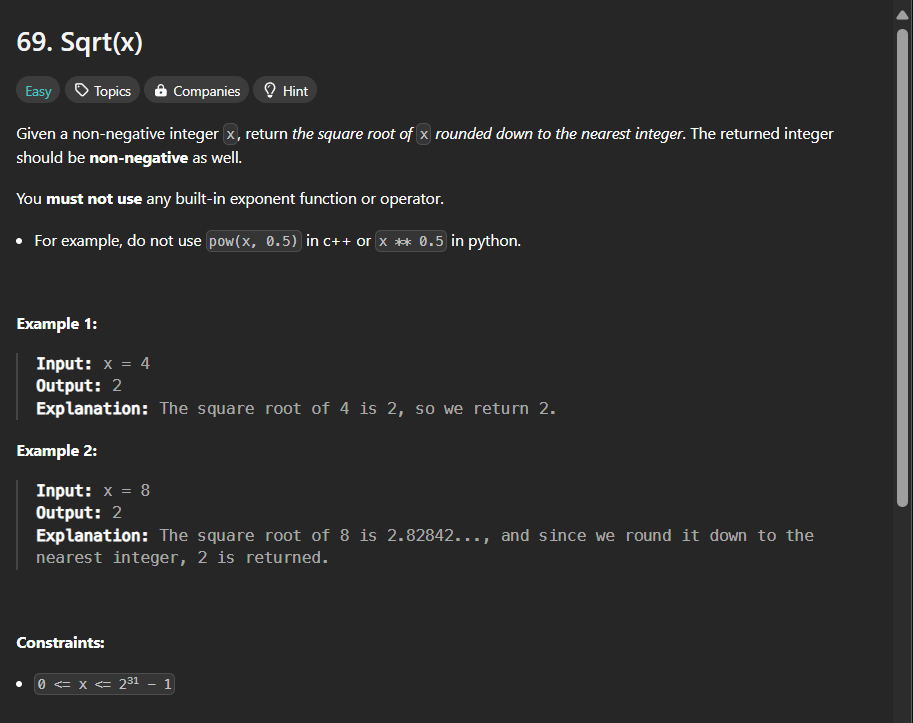 69. Sqrt(x)
Easy Topics Companies Hint
Given a non-negative integer x, return the square root of x rounded down to the nearest integer. The returned integer
should be non-negative as well.
You must not use any built-in exponent function or operator.
• For example, do not use pow(x, 0.5) in c++ or x ** 0.5 in python.
Example 1:
Input: x = 4
Output: 2
Explanation: The square root of 4 is 2, so we return 2.
Example 2:
Input: x = 8
Output: 2
Explanation: The square root of 8 is 2.82842..., and since we round it down to the
nearest integer, 2 is returned.
Constraints:
• 0 <= x <= 2³¹ - 1